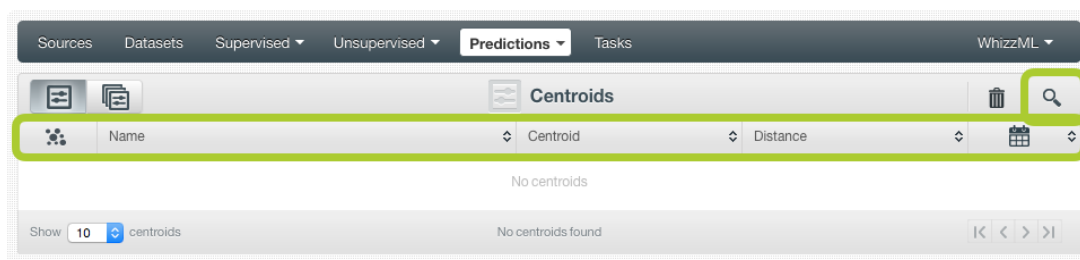 Sources Datasets Supervised Unsupervised Predictions Tasks WhizzML
Centroids
Name Centroid Distance
No centroids
Show 10 centroids No centroids found